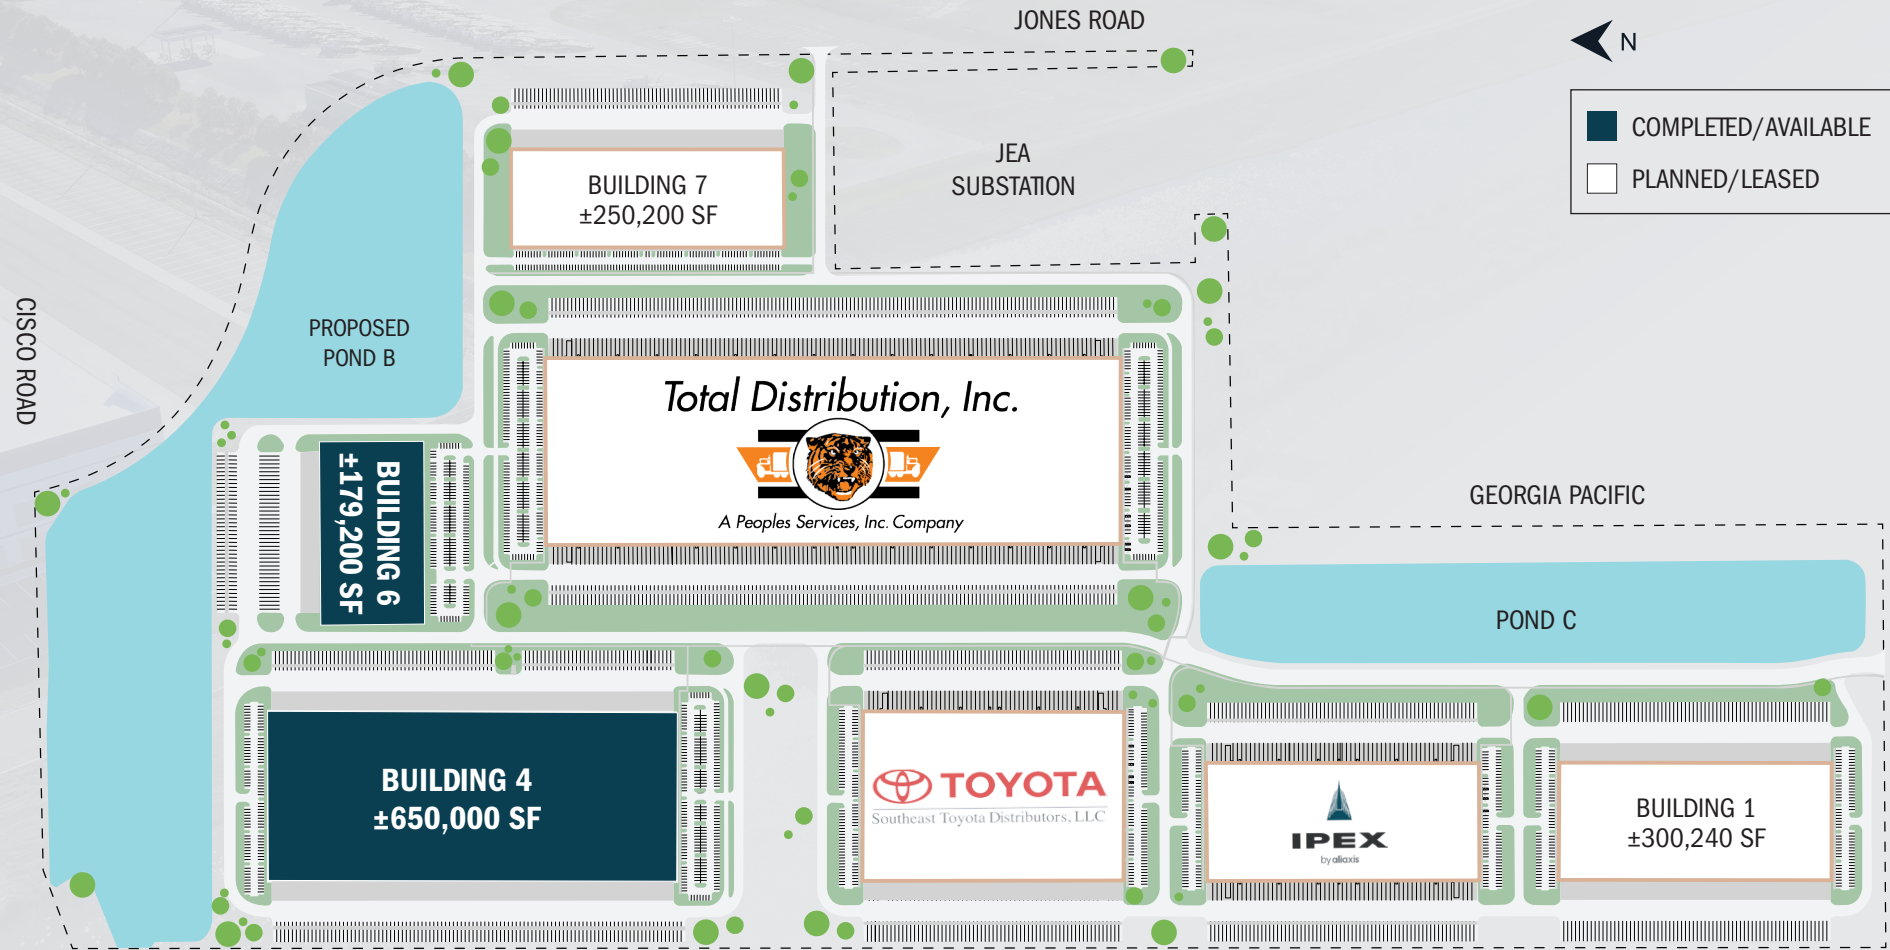 JONES ROAD
N
COMPLETED/AVAILABLE
PLANNED/LEASED
JEA
SUBSTATION
BUILDING 7
±250,200 SF
CISCO ROAD
PROPOSED
POND B
Total Distribution, Inc.
A Peoples Services, Inc. Company
BUILDING 6
±179,200 SF
GEORGIA PACIFIC
POND C
BUILDING 4
±650,000 SF
TOYOTA
Southeast Toyota Distributors, LLC
IPEX
by aliaxis
BUILDING 1
±300,240 SF